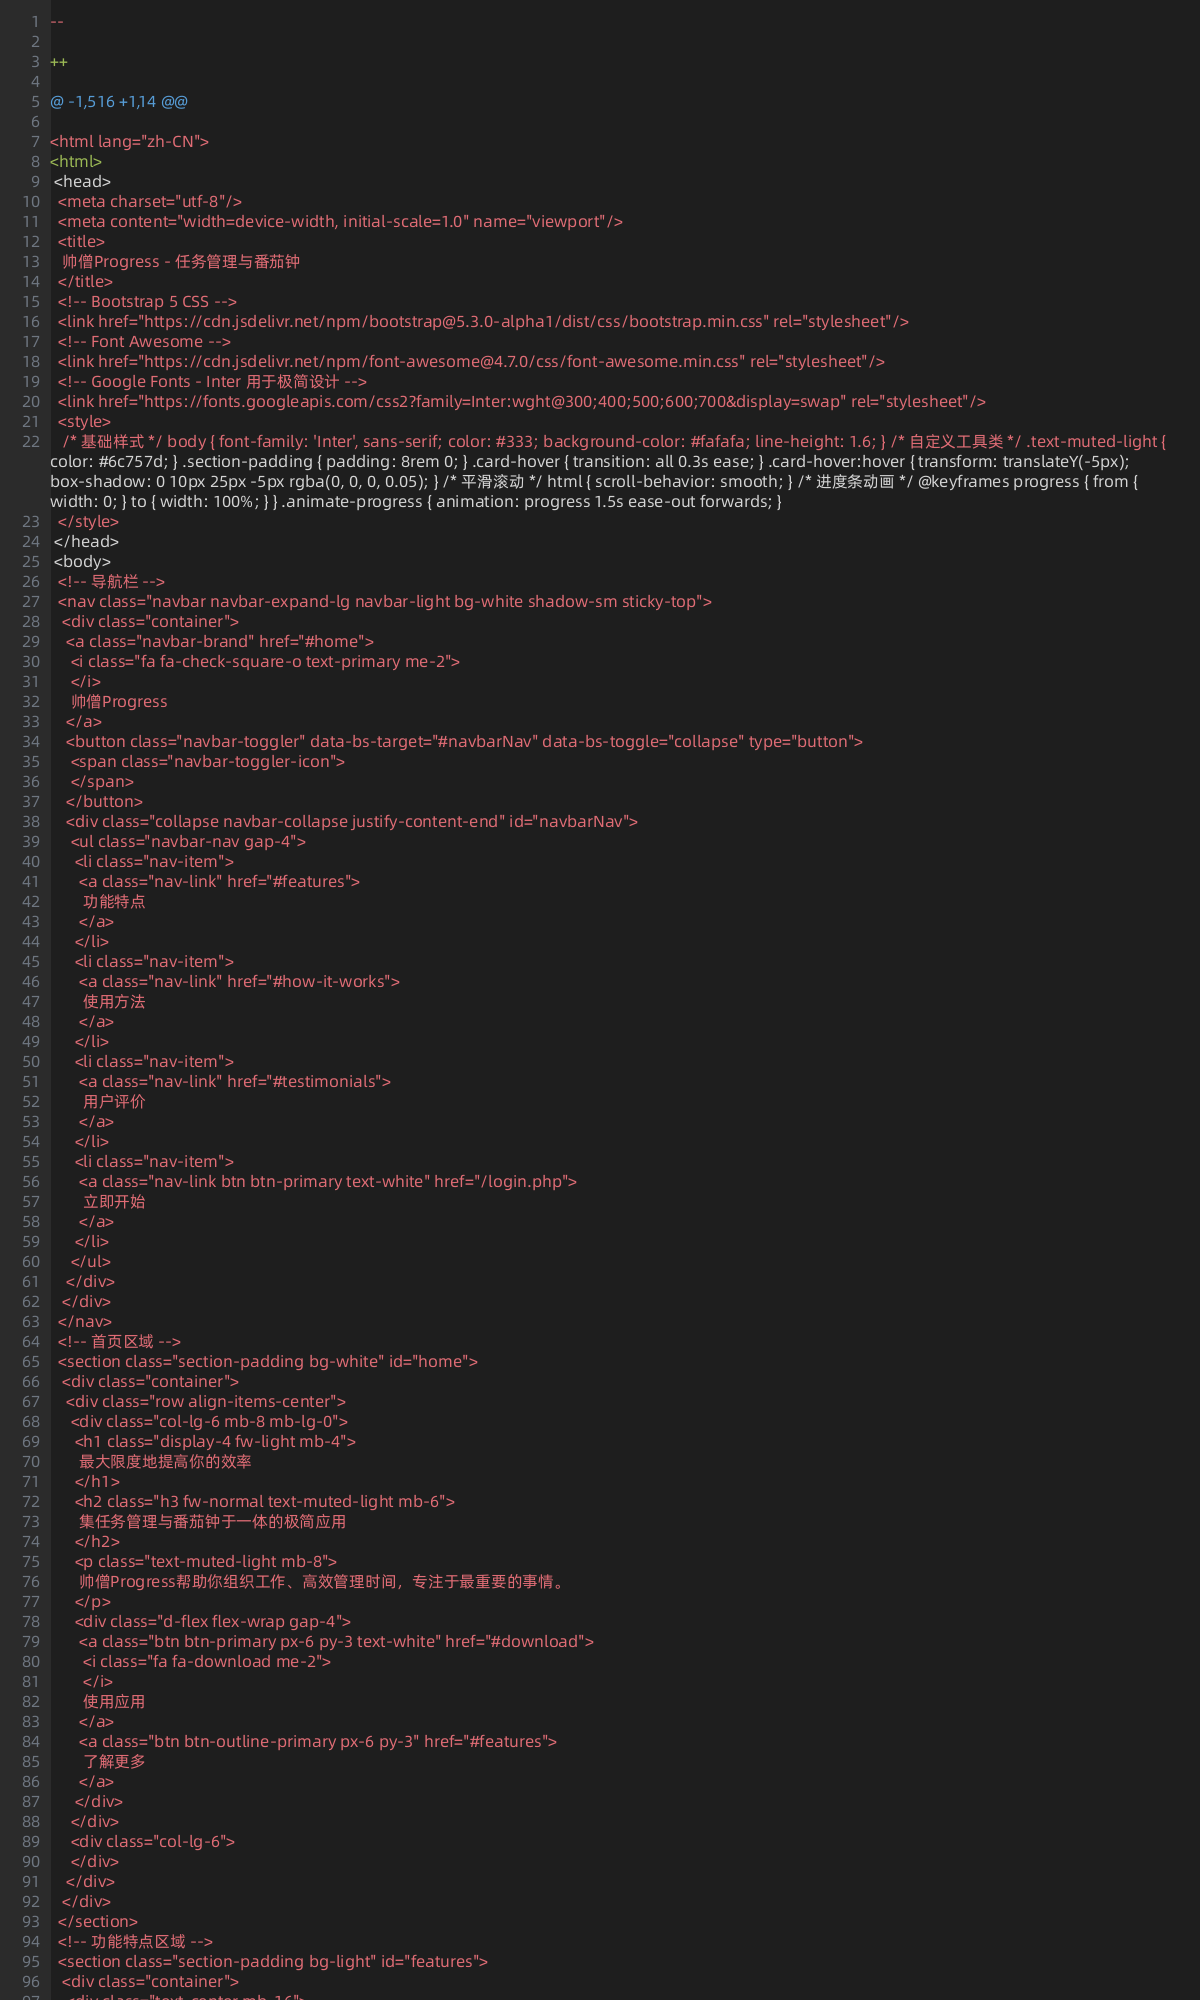 1 --
2
3 ++
4
5 @ -1,516 +1,14 @@
6
7 <html lang="zh-CN">
8 <html>
9 <head>
10 <meta charset="utf-8"/>
11 <meta content="width=device-width, initial-scale=1.0" name="viewport"/>
12 <title>
13 帅僧Progress - 任务管理与番茄钟
14 </title>
15 <!-- Bootstrap 5 CSS -->
16 <link href="https://cdn.jsdelivr.net/npm/bootstrap@5.3.0-alpha1/dist/css/bootstrap.min.css" rel="stylesheet"/>
17 <!-- Font Awesome -->
18 <link href="https://cdn.jsdelivr.net/npm/font-awesome@4.7.0/css/font-awesome.min.css" rel="stylesheet"/>
19 <!-- Google Fonts - Inter 用于极简设计 -->
20 <link href="https://fonts.googleapis.com/css2?family=Inter:wght@300;400;500;600;700&display=swap" rel="stylesheet"/>
21 <style>
22 /* 基础样式 */ body { font-family: 'Inter', sans-serif; color: #333; background-color: #fafafa; line-height: 1.6; } /* 自定义工具类 */ .text-muted-light {
color: #6c757d; } .section-padding { padding: 8rem 0; } .card-hover { transition: all 0.3s ease; } .card-hover:hover { transform: translateY(-5px);
box-shadow: 0 10px 25px -5px rgba(0, 0, 0, 0.05); } /* 平滑滚动 */ html { scroll-behavior: smooth; } /* 进度条动画 */ @keyframes progress { from {
width: 0; } to { width: 100%; } } .animate-progress { animation: progress 1.5s ease-out forwards; }
23 </style>
24 </head>
25 <body>
26 <!-- 导航栏 -->
27 <nav class="navbar navbar-expand-lg navbar-light bg-white shadow-sm sticky-top">
28 <div class="container">
29 <a class="navbar-brand" href="#home">
30 <i class="fa fa-check-square-o text-primary me-2">
31 </i>
32 帅僧Progress
33 </a>
34 <button class="navbar-toggler" data-bs-target="#navbarNav" data-bs-toggle="collapse" type="button">
35 <span class="navbar-toggler-icon">
36 </span>
37 </button>
38 <div class="collapse navbar-collapse justify-content-end" id="navbarNav">
39 <ul class="navbar-nav gap-4">
40 <li class="nav-item">
41 <a class="nav-link" href="#features">
42 功能特点
43 </a>
44 </li>
45 <li class="nav-item">
46 <a class="nav-link" href="#how-it-works">
47 使用方法
48 </a>
49 </li>
50 <li class="nav-item">
51 <a class="nav-link" href="#testimonials">
52 用户评价
53 </a>
54 </li>
55 <li class="nav-item">
56 <a class="nav-link btn btn-primary text-white" href="/login.php">
57 立即开始
58 </a>
59 </li>
60 </ul>
61 </div>
62 </div>
63 </nav>
64 <!-- 首页区域 -->
65 <section class="section-padding bg-white" id="home">
66 <div class="container">
67 <div class="row align-items-center">
68 <div class="col-lg-6 mb-8 mb-lg-0">
69 <h1 class="display-4 fw-light mb-4">
70 最大限度地提高你的效率
71 </h1>
72 <h2 class="h3 fw-normal text-muted-light mb-6">
73 集任务管理与番茄钟于一体的极简应用
74 </h2>
75 <p class="text-muted-light mb-8">
76 帅僧Progress帮助你组织工作、高效管理时间，专注于最重要的事情。
77 </p>
78 <div class="d-flex flex-wrap gap-4">
79 <a class="btn btn-primary px-6 py-3 text-white" href="#download">
80 <i class="fa fa-download me-2">
81 </i>
82 使用应用
83 </a>
84 <a class="btn btn-outline-primary px-6 py-3" href="#features">
85 了解更多
86 </a>
87 </div>
88 </div>
89 <div class="col-lg-6">
90 </div>
91 </div>
92 </div>
93 </section>
94 <!-- 功能特点区域 -->
95 <section class="section-padding bg-light" id="features">
96 <div class="container">
97 <div class="text-center mb-16">